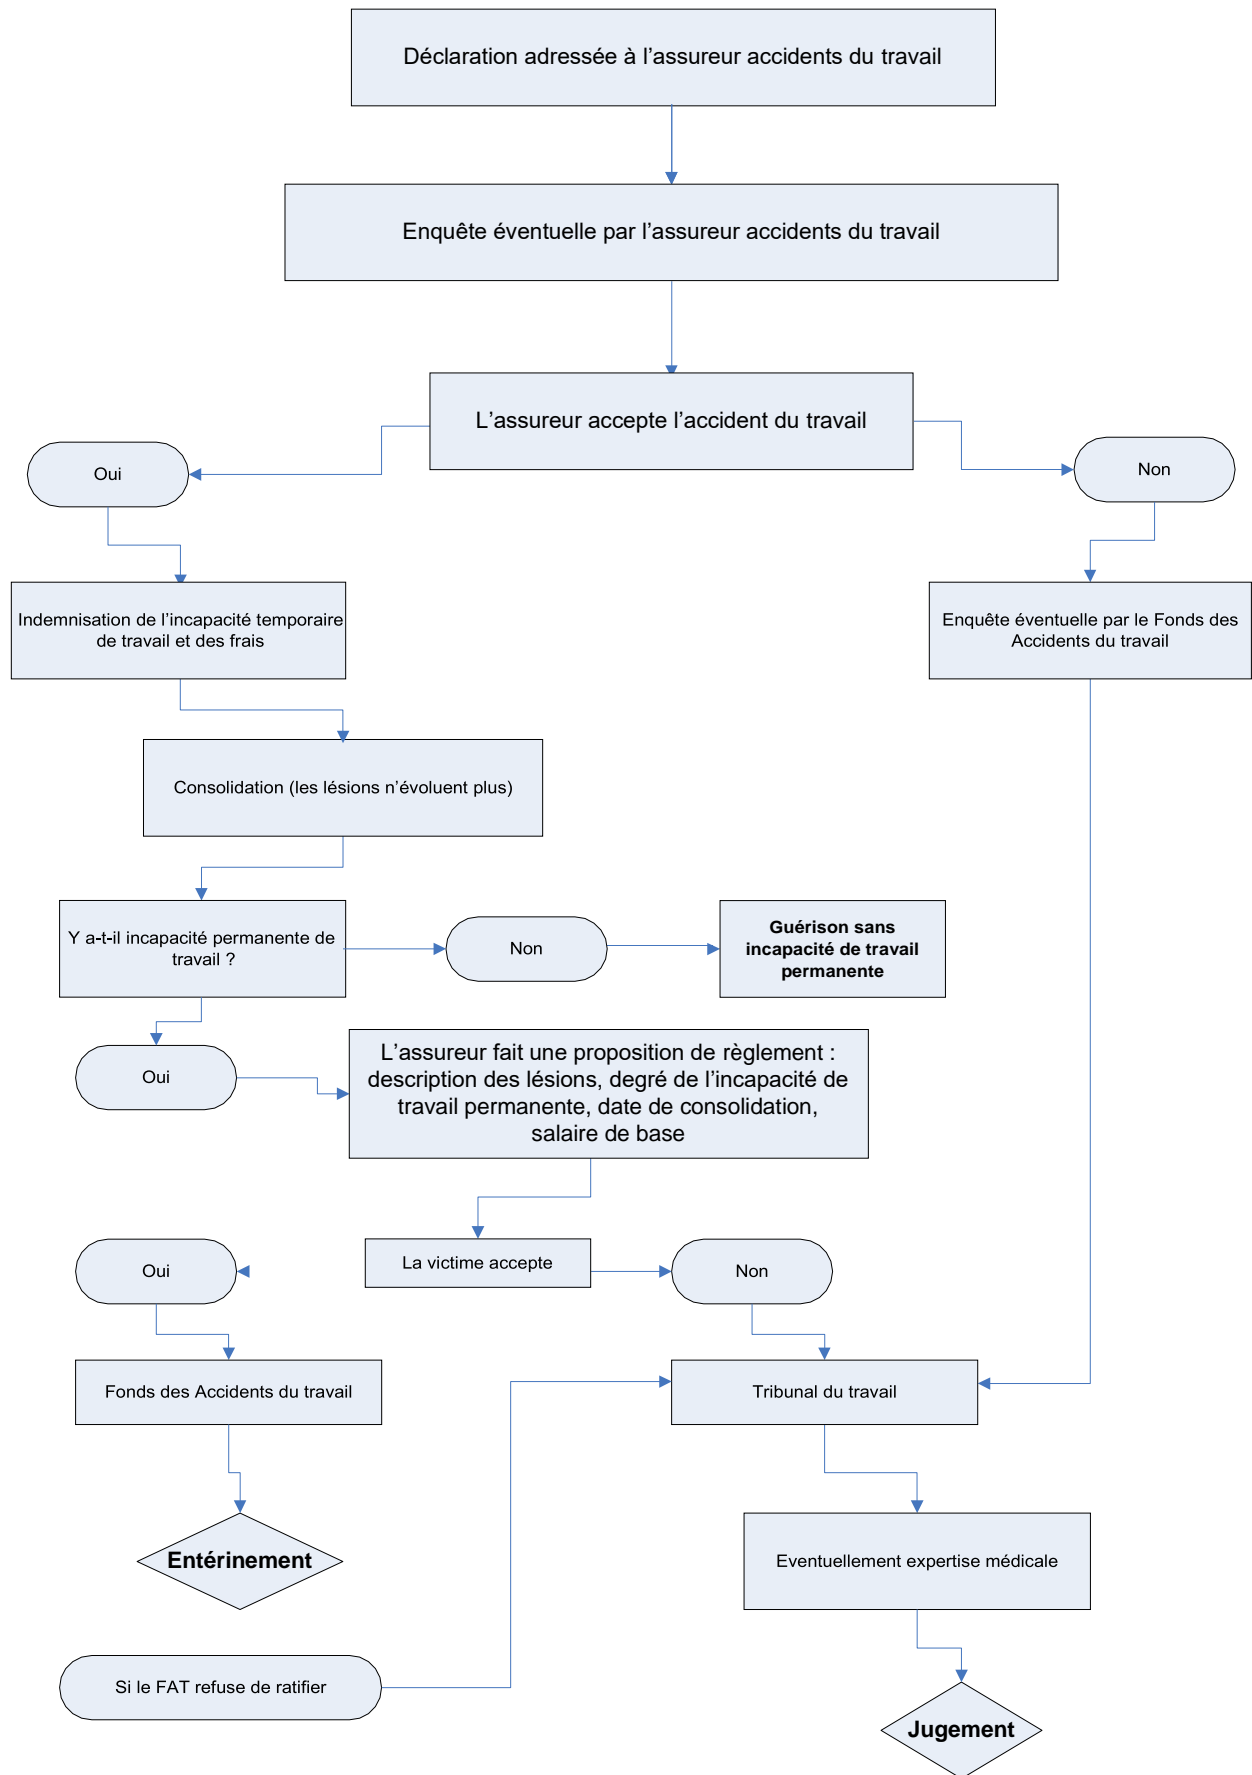 Déclaration adressée à l’assureur accidents du travail
Enquête éventuelle par l’assureur accidents du travail
L’assureur accepte l’accident du travail
Oui
Non
Indemnisation de l’incapacité temporaire
de travail et des frais
Enquête éventuelle par le Fonds des
Accidents du travail
Consolidation (les lésions n’évoluent plus)
Y a-t-il incapacité permanente de
travail ?
Non
Guérison sans
incapacité de travail
permanente
Oui
L’assureur fait une proposition de règlement :
description des lésions, degré de l’incapacité de
travail permanente, date de consolidation,
salaire de base
Oui
La victime accepte
Non
Fonds des Accidents du travail
Tribunal du travail
Entérinement
Eventuellement expertise médicale
Si le FAT refuse de ratifier
Jugement